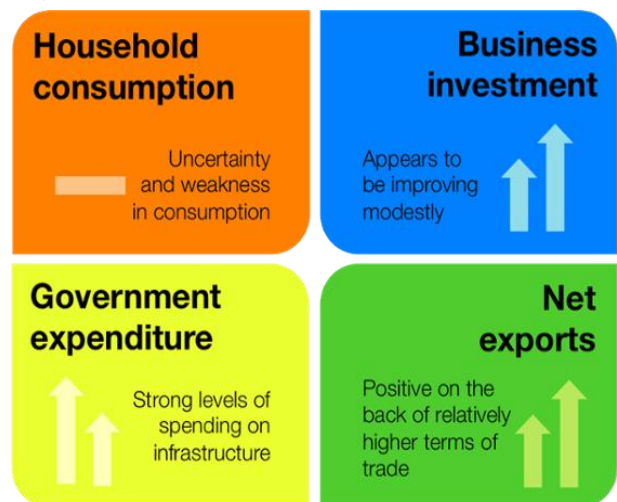 Household
consumption
Uncertainty
and weakness
in consumption
Business
investment
Appears to
be improving
modestly
Government
expenditure
Strong levels of
spending on
infrastructure
Net
exports
Positive on the
back of relatively
higher terms of
trade